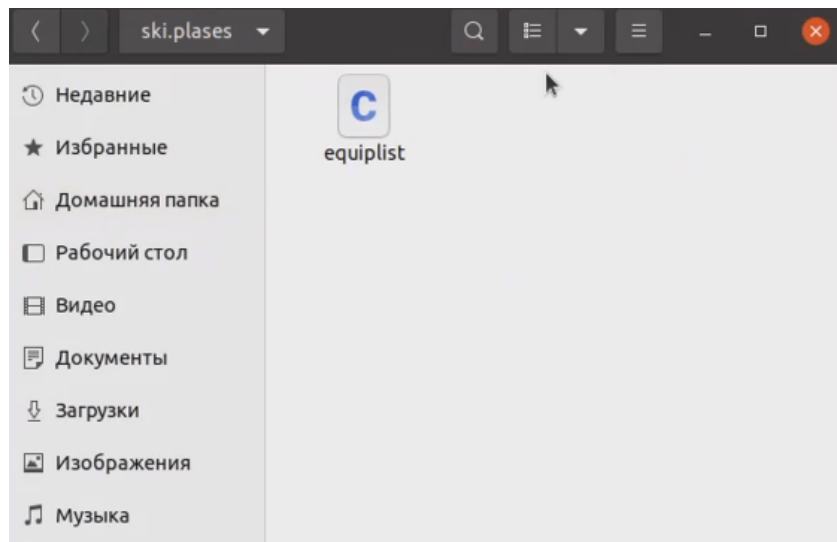 ski.plases
Недавние
Избранные
Домашняя папка
Рабочий стол
Видео
Документы
Загрузки
Изображения
Музыка
C
equiplist